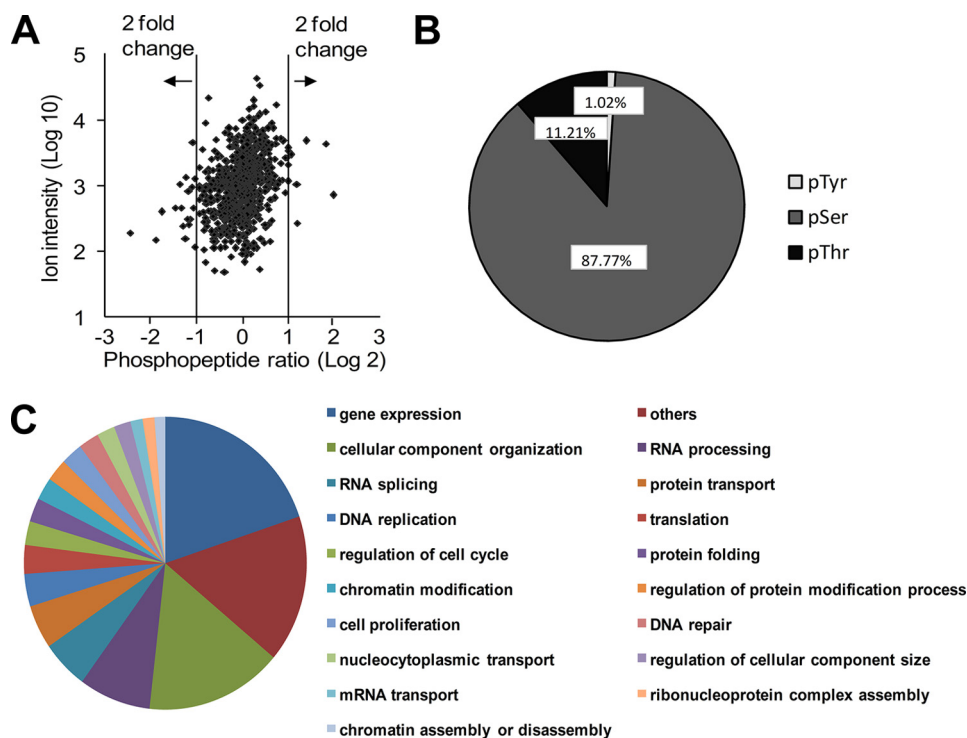 A
2 fold
change
2 fold
change
5
4
3
2
1
Ion intensity (Log 10)
-3 -2 -1 0 1 2 3
Phosphopeptide ratio (Log 2)
B
1.02%
11.21%
87.77%
pTyr
pSer
pThr
C
gene expression
others
cellular component organization
RNA processing
RNA splicing
protein transport
DNA replication
translation
regulation of cell cycle
protein folding
chromatin modification
regulation of protein modification process
cell proliferation
DNA repair
nucleocytoplasmic transport
regulation of cellular component size
mRNA transport
ribonucleoprotein complex assembly
chromatin assembly or disassembly